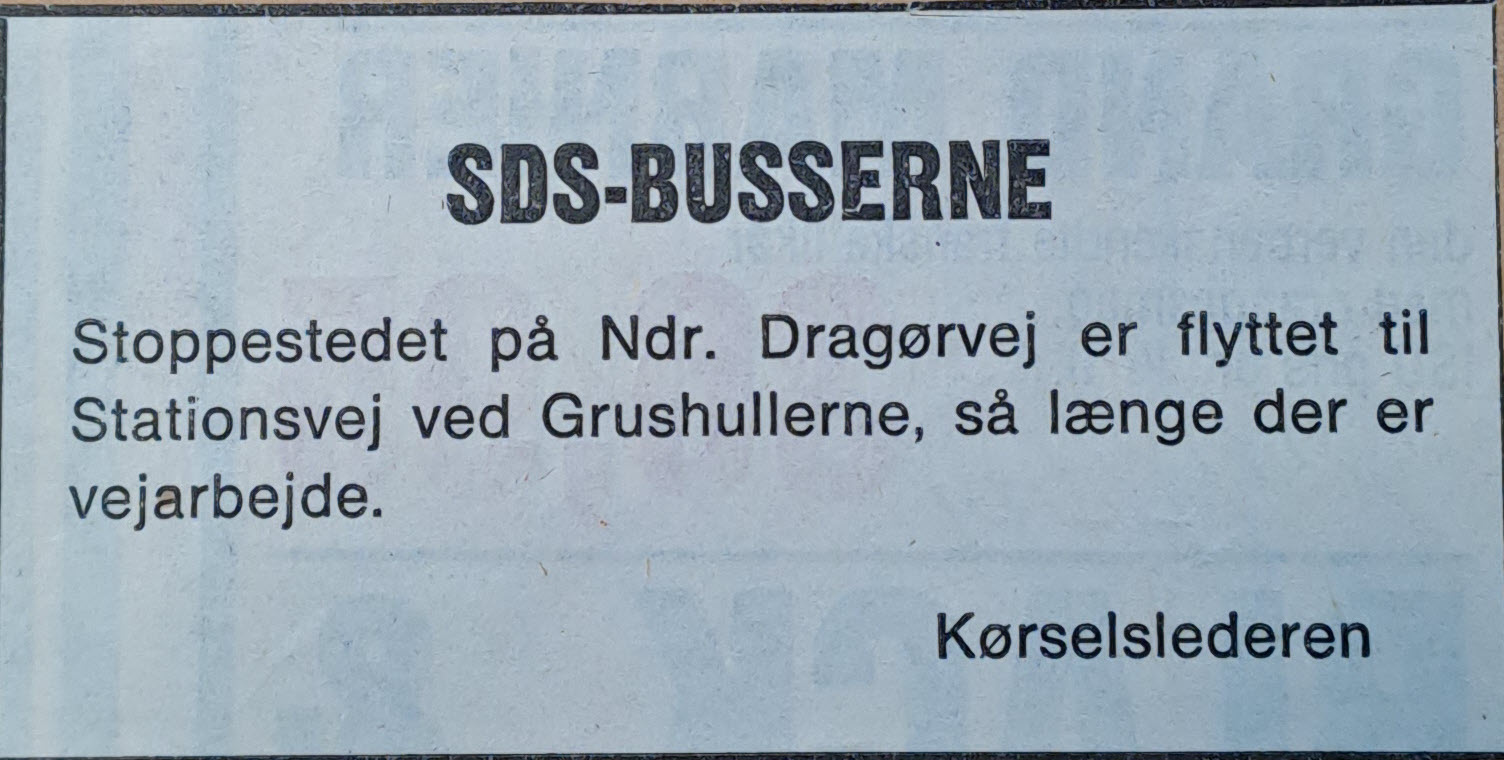 SDS-BUSSERNE
Stoppestedet på Ndr. Dragørvej er flyttet til
Stationsvej ved Grushullerne, så længe der er
vejarbejde.
Kørselslederen